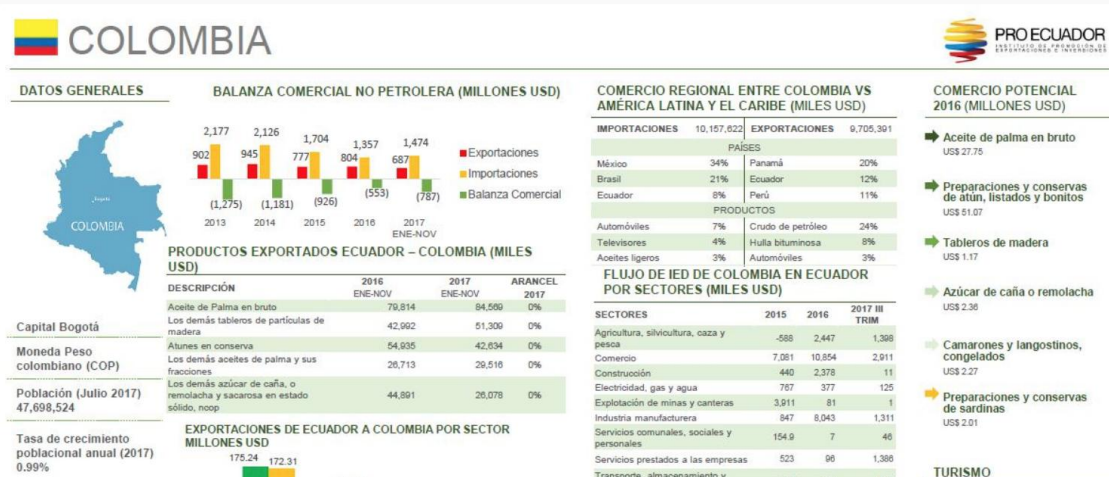 COLOMBIA
PRO ECUADOR
INSTITUTO DE PROMOCIÓN DE
EXPORTACIONES E INVERSIONES
DATOS GENERALES
Bogotá
COLOMBIA
Capital Bogotá
Moneda Peso
colombiano (COP)
Población (Julio 2017)
47,698,524
Tasa de crecimiento
poblacional anual (2017)
0.99%
BALANZA COMERCIAL NO PETROLERA (MILLONES USD)
2,177 2,126 1,704 1,357 1,474
902 945 777 804 687
(1,275) (1,181) (926) (553) (787)
2013 2014 2015 2016 2017
ENE-NOV
Exportaciones
Importaciones
Balanza Comercial
PRODUCTOS EXPORTADOS ECUADOR – COLOMBIA (MILES
USD)
DESCRIPCIÓN 2016 ENE-NOV 2017 ENE-NOV ARANCEL 2017
Aceite de Palma en bruto 79,814 84,569 0%
Los demás tableros de partículas de
madera 42,992 51,309 0%
Atunes en conserva 54,935 42,634 0%
Los demás aceites de palma y sus
fracciones 26,713 29,516 0%
Los demás azúcar de caña, o
remolacha y sacarosa en estado
sólido, noop 44,891 26,078 0%
EXPORTACIONES DE ECUADOR A COLOMBIA POR SECTOR
MILLONES USD
175.24 172.31
COMERCIO REGIONAL ENTRE COLOMBIA VS
AMÉRICA LATINA Y EL CARIBE (MILES USD)
IMPORTACIONES 10,157,622 EXPORTACIONES 9,705,391
PAÍSES
México 34% Panamá 20%
Brasil 21% Ecuador 12%
Ecuador 8% Perú 11%
PRODUCTOS
Automóviles 7% Crudo de petróleo 24%
Televisores 4% Hulla bituminosa 8%
Aceites ligeros 3% Automóviles 3%
FLUJO DE IED DE COLOMBIA EN ECUADOR
POR SECTORES (MILES USD)
SECTORES 2015 2016 2017 III TRIM
Agricultura, silvicultura, caza y
pesca -588 2,447 1,398
Comercio 7,081 10,854 2,911
Construcción 440 2,378 11
Electricidad, gas y agua 767 377 125
Explotación de minas y canteras 3,911 81 1
Industria manufacturera 847 8,043 1,311
Servicios comunales, sociales y
personales 154.9 7 46
Servicios prestados a las empresas 523 96 1,386
Transporte, almacenamiento y
COMERCIO POTENCIAL
2016 (MILLONES USD)
Aceite de palma en bruto
US$ 27.75
Preparaciones y conservas
de atún, listados y bonitos
US$ 51.07
Tableros de madera
US$ 1.17
Azúcar de caña o remolacha
US$ 2.36
Camarones y langostinos,
congelados
US$ 2.27
Preparaciones y conservas
de sardinas
US$ 2.01
TURISMO